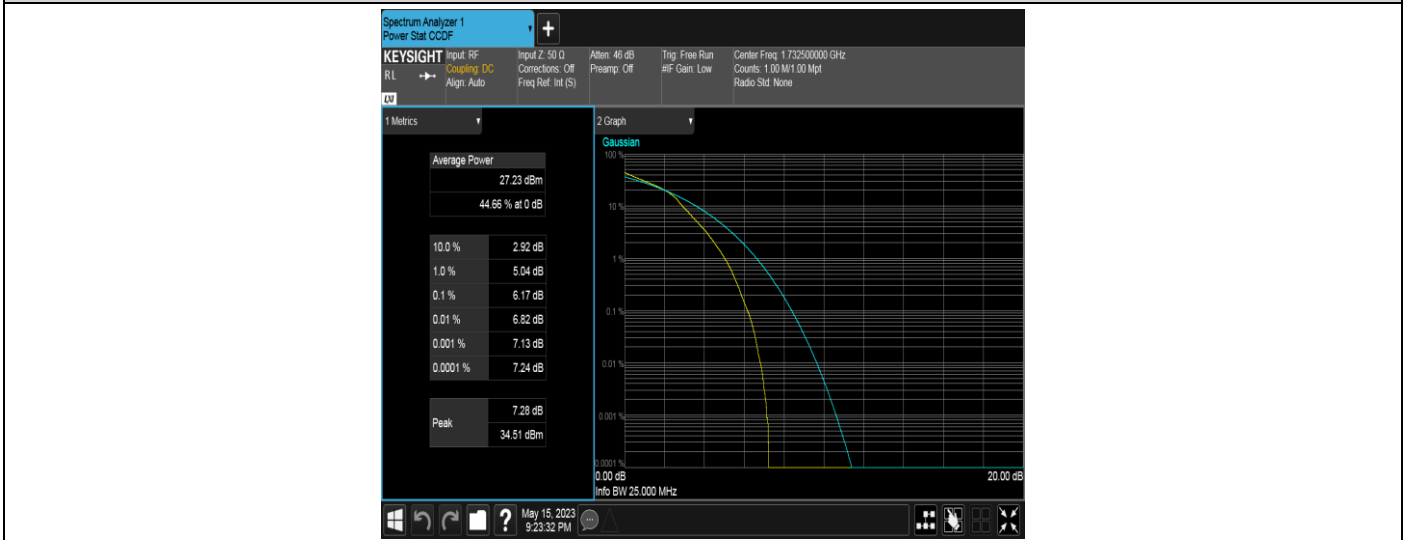 Spectrum Analyzer 1
Power Stat CCDF
KEYSIGHT
RL
LXI
Input: RF
Coupling: DC
Align: Auto
Input Z: 50 Ω
Corrections: Off
Freq Ref: Int (S)
Atten: 46 dB
Preamp: Off
Trig: Free Run
#IF Gain: Low
Center Freq: 1.732500000 GHz
Counts: 1.00 M/1.00 Mpt
Radio Std: None
1 Metrics
Average Power
27.23 dBm
44.66 % at 0 dB
10.0 % 2.92 dB
1.0 % 5.04 dB
0.1 % 6.17 dB
0.01 % 6.82 dB
0.001 % 7.13 dB
0.0001 % 7.24 dB
Peak
7.28 dB
34.51 dBm
2 Graph
Gaussian
100 %
10 %
1 %
0.1 %
0.01 %
0.001 %
0.0001 %
0.00 dB 20.00 dB
Info BW 25.000 MHz
May 15, 2023
9:23:32 PM